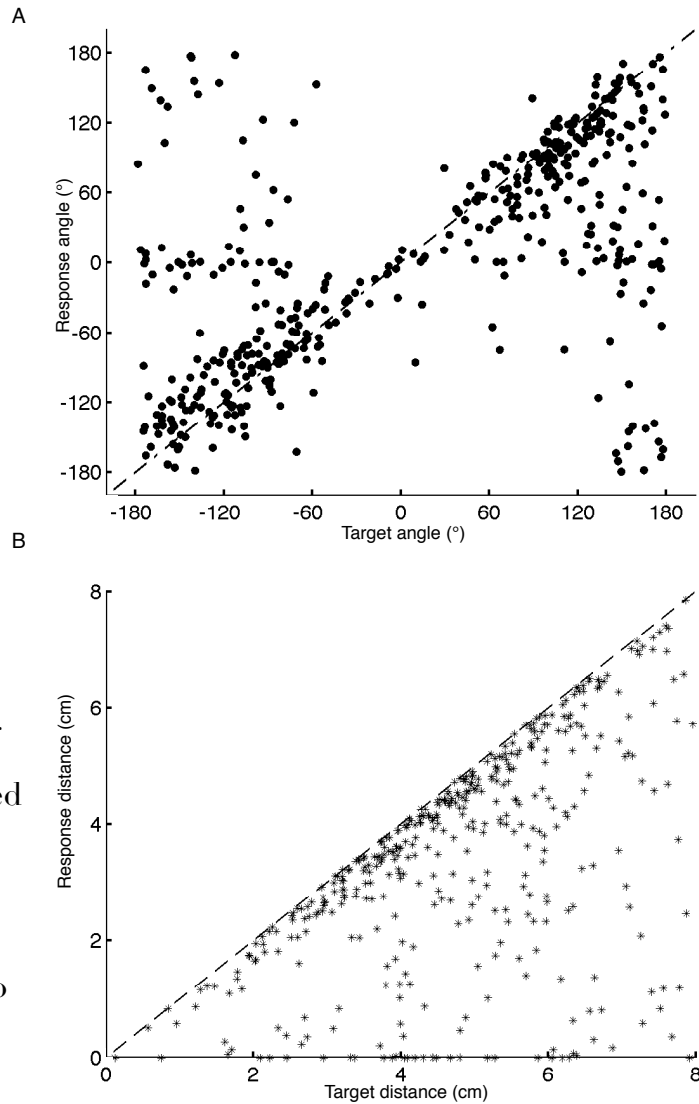 A
180
120
60
0
-60
-120
-180
Response angle (°)
-180 -120 -60 0 60 120 180
Target angle (°)
B
8
6
4
2
0
Response distance (cm)
0 2 4 6 8
Target distance (cm)
.
ed
o